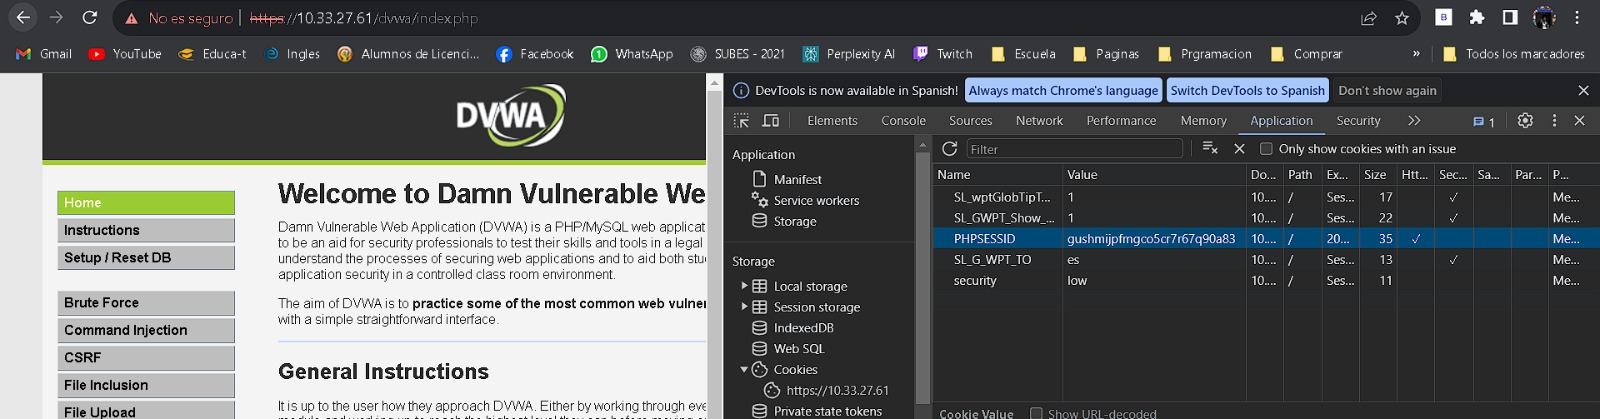 No es seguro | https://10.33.27.61/dvwa/index.php
Gmail YouTube Educa-t Ingles Alumnos de Licenci... Facebook WhatsApp SUBES - 2021 Perplexity AI Twitch Escuela Paginas Prgramacion Comprar » Todos los marcadores
DVWA
Home
Instructions
Setup / Reset DB
Brute Force
Command Injection
CSRF
File Inclusion
File Upload
Welcome to Damn Vulnerable We
Damn Vulnerable Web Application (DVWA) is a PHP/MySQL web applicat
to be an aid for security professionals to test their skills and tools in a legal
understand the processes of securing web applications and to aid both stu
application security in a controlled class room environment.
The aim of DVWA is to practice some of the most common web vulner
with a simple straightforward interface.
General Instructions
It is up to the user how they approach DVWA. Either by working through eve
DevTools is now available in Spanish! Always match Chrome's language Switch DevTools to Spanish Don't show again
Elements Console Sources Network Performance Memory Application Security 1
Application
Manifest
Service workers
Storage
Storage
Local storage
Session storage
IndexedDB
Web SQL
Cookies
https://10.33.27.61
Private state tokens
Filter Only show cookies with an issue
Name Value Do... Path Ex... Size Htt... Sec... Sa... Par... P...
SL_wptGlobTipT... 1 10.... / Ses... 17 ✓ Me...
SL_GWPT_Show_... 1 10.... / Ses... 22 ✓ Me...
PHPSESSID gushmijpfmgco5cr7r67q90a83 10.... / 20... 35 ✓ Me...
SL_G_WPT_TO es 10.... / Ses... 13 ✓ Me...
security low 10.... / Ses... 11 Me...
Cookie Value Show URL-decoded